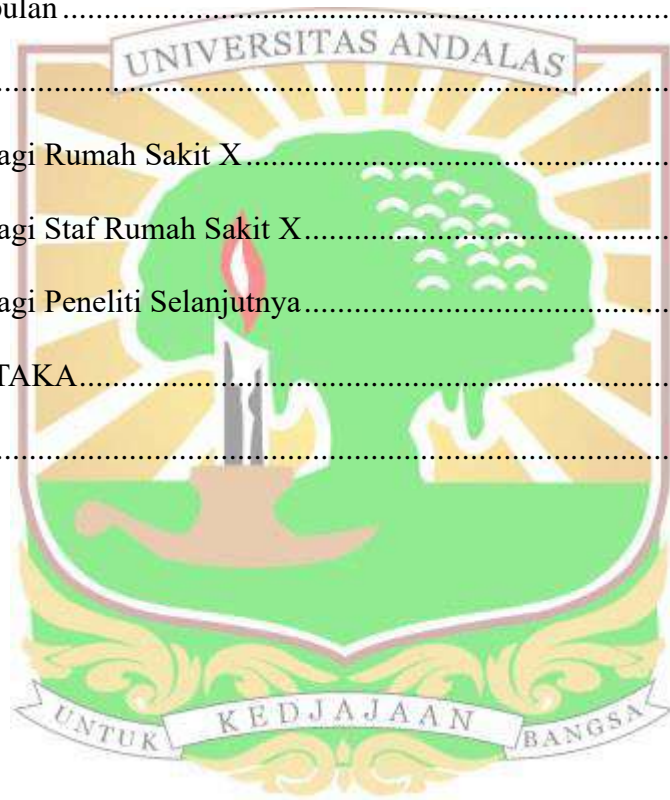 pulan ........................................................................
UNIVERSITAS ANDALAS
........................................................................
agi Rumah Sakit X ........................................................
agi Staf Rumah Sakit X ................................................
agi Peneliti Selanjutnya ................................................
TAKA ........................................................................
........................................................................
UNTUK KEDJAJAAN BANGSA